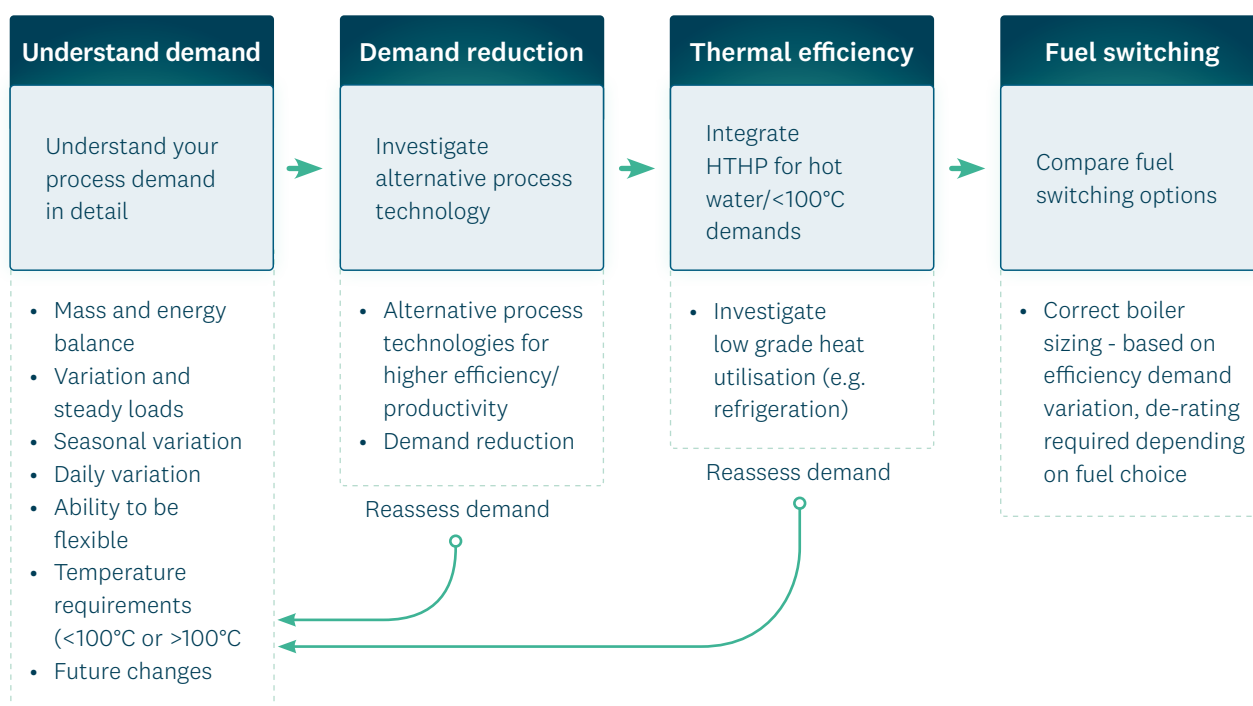 Understand demand
Understand your
process demand
in detail
• Mass and energy
balance
• Variation and
steady loads
• Seasonal variation
• Daily variation
• Ability to be
flexible
• Temperature
requirements
(<100°C or >100°C
• Future changes
Demand reduction
Investigate
alternative process
technology
• Alternative process
technologies for
higher efficiency/
productivity
• Demand reduction
Reassess demand
Thermal efficiency
Integrate
HTHP for hot
water/<100°C
demands
• Investigate
low grade heat
utilisation (e.g.
refrigeration)
Reassess demand
Fuel switching
Compare fuel
switching options
• Correct boiler
sizing - based on
efficiency demand
variation, de-rating
required depending
on fuel choice